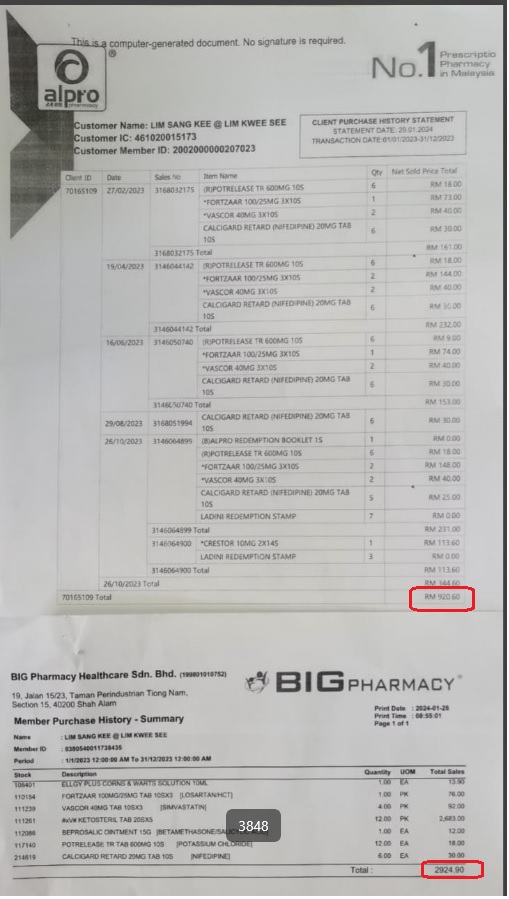 This is a computer-generated document. No signature is required.
®
alpro
pharmacy
No.1 Prescriptio
Pharmacy
in Malaysia
Customer Name: LIM SANG KEE @ LIM KWEE SEE
Customer IC: 461020015173
Customer Member ID: 2002000000207023
CLIENT PURCHASE HISTORY STATEMENT
STATEMENT DATE: 20.01.2024
TRANSACTION DATE:01/01/2023-31/12/2023
Client ID Date Sales No Item Name Qty Net Sold Price Total
70165109 27/02/2023 3168032175 (R)POTRELEASE TR 600MG 10S 6 RM 18.00
*FORTZAAR 100/25MG 3X10S 1 RM 73.00
*VASCOR 40MG 3X10S 2 RM 40.00
CALCIGARD RETARD (NIFEDIPINE) 20MG TAB 6 RM 30.00
10S
3168032175 Total RM 161.00
19/04/2023 3146044142 (R)POTRELEASE TR 600MG 10S 6 RM 18.00
*FORTZAAR 100/25MG 3X10S 2 RM 144.00
*VASCOR 40MG 3X10S 2 RM 40.00
CALCIGARD RETARD (NIFEDIPINE) 20MG TAB 6 RM 30.00
10S
3146044142 Total RM 232.00
16/06/2023 3146050740 (R)POTRELEASE TR 600MG 10S 6 RM 9.00
*FORTZAAR 100/25MG 3X10S 1 RM 74.00
*VASCOR 40MG 3X10S 2 RM 40.00
CALCIGARD RETARD (NIFEDIPINE) 20MG TAB 6 RM 30.00
10S
3146050740 Total RM 153.00
29/08/2023 3168051994 CALCIGARD RETARD (NIFEDIPINE) 20MG TAB 6 RM 30.00
10S
26/10/2023 3146064899 (B)ALPRO REDEMPTION BOOKLET 1S 1 RM 0.00
(R)POTRELEASE TR 600MG 10S 6 RM 18.00
*FORTZAAR 100/25MG 3X10S 2 RM 148.00
*VASCOR 40MG 3X10S 2 RM 40.00
CALCIGARD RETARD (NIFEDIPINE) 20MG TAB 5 RM 25.00
10S
LADINI REDEMPTION STAMP 7 RM 0.00
3146064899 Total RM 231.00
3146064900 *CRESTOR 10MG 2X14S 1 RM 113.60
LADINI REDEMPTION STAMP 3 RM 0.00
3146064900 Total RM 113.60
26/10/2023 Total RM 344.60
70165109 Total RM 920.60
BIG Pharmacy Healthcare Sdn. Bhd. (199801010752)
BIG PHARMACY®
19, Jalan 15/23, Taman Perindustrian Tiong Nam,
Section 15, 40200 Shah Alam
Print Date : 2024-01-26
Print Time : 08:55:01
Page 1 of 1
Member Purchase History - Summary
Name : LIM SANG KEE @ LIM KWEE SEE
Member ID : 8380540011738435
Period : 1/1/2023 12:00:00 AM To 31/12/2023 12:00:00 AM
Stock Description Quantity UOM Total Sales
106401 ELLGY PLUS CORNS & WARTS SOLUTION 10ML 1.00 EA 13.90
110154 FORTZAAR 100MG/25MG TAB 10SX3 [LOSARTAN/HCT] 1.00 PK 76.00
111239 VASCOR 40MG TAB 10SX3 [SIMVASTATIN] 4.00 PK 92.00
111261 KETOSTERIL TAB 20SX5 12.00 PK 2,683.00
112086 BEPROSALIC OINTMENT 15G [BETAMETHASONE/ 1.00 EA 12.00
117140 POTRELEASE TR TAB 600MG 10S [POTASSIUM CHLORIDE] 12.00 EA 18.00
214619 CALCIGARD RETARD 20MG TAB 10S [NIFEDIPINE] 6.00 EA 30.00
Total : 2924.90
3848